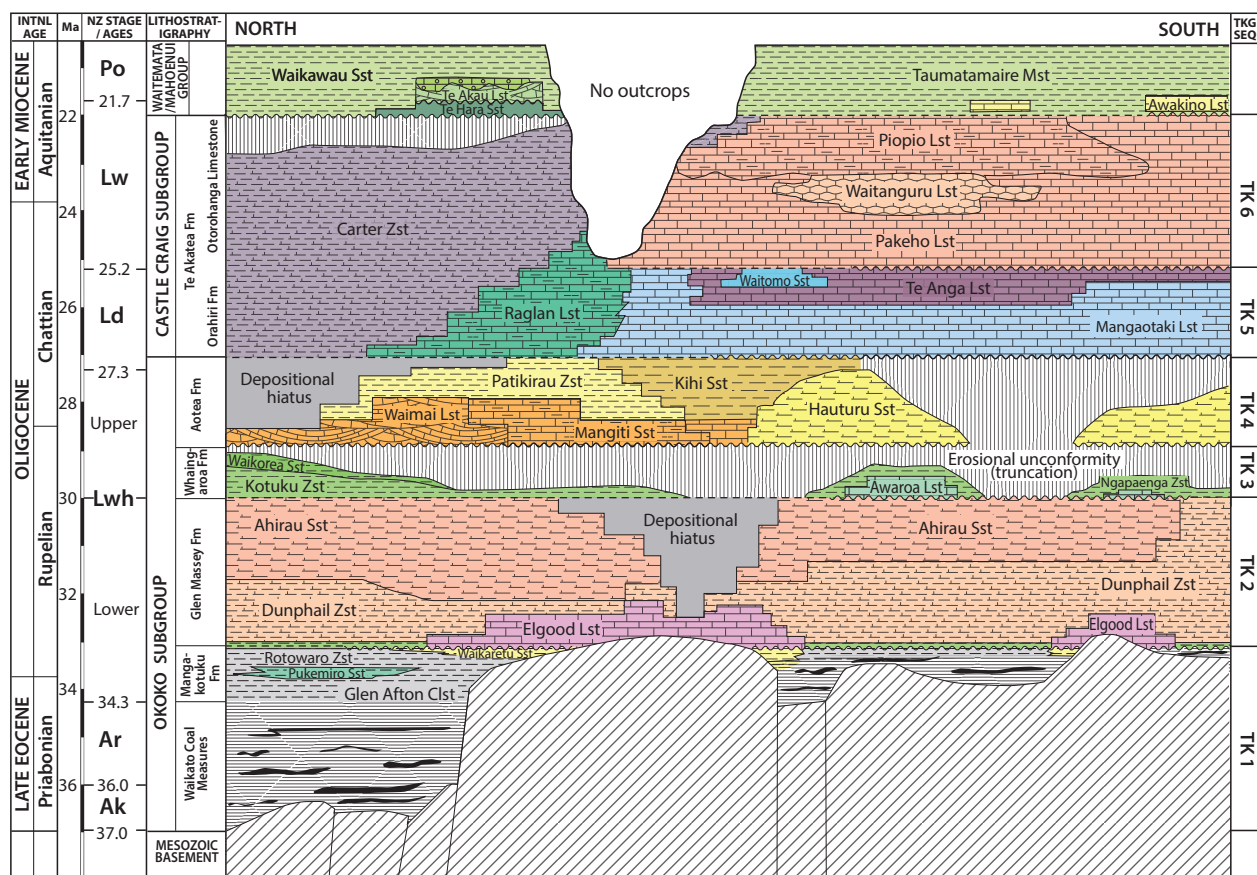 INTNL
AGE
Ma
NZ STAGE
/ AGES
LITHOSTRAT-
IGRAPHY
NORTH
SOUTH
TKG
SEQ
EARLY MIOCENE
Aquitanian
OLIGOCENE
Chattian
Rupelian
LATE EOCENE
Priabonian
22
24
26
28
30
32
34
36
Po
21.7
Lw
25.2
Ld
27.3
Upper
Lwh
Lower
34.3
Ar
36.0
Ak
37.0
WAITEMATA
/MAHOENUI
GROUP
CASTLE CRAIG SUBGROUP
Te Akatea Fm
Otorohanga Limestone
Orahiri Fm
OKOKO SUBGROUP
Aotea Fm
Whaing-
aroa Fm
Glen Massey Fm
Manga-
kotuku
Fm
Waikato Coal
Measures
MESOZOIC
BASEMENT
Waikawau Sst
Te Akau Lst
Te Hara Sst
No outcrops
Taumatamaire Mst
Awakino Lst
Piopio Lst
Waitanguru Lst
Carter Zst
Pakeho Lst
Waitomo Sst
Te Anga Lst
Raglan Lst
Mangaotaki Lst
Depositional
hiatus
Patikirau Zst
Kihi Sst
Waimai Lst
Hauturu Sst
Mangiti Sst
Waikorea Sst
Kotuku Zst
Erosional unconformity
(truncation)
Awaroa Lst
Ngapaenga Zst
Ahirau Sst
Depositional
hiatus
Ahirau Sst
Dunphail Zst
Dunphail Zst
Elgood Lst
Elgood Lst
Rotowaro Zst
Waikaretu Sst
Pukemiro Sst
Glen Afton Clst
TK 6
TK 5
TK 4
TK 3
TK 2
TK 1